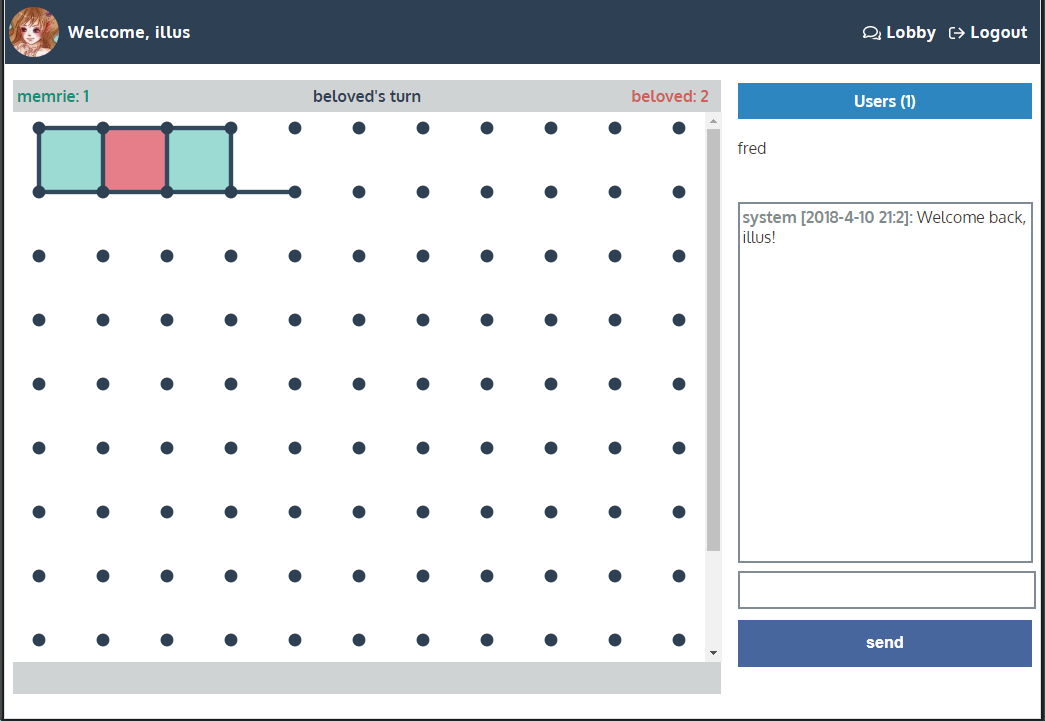 Welcome, illus
Lobby
Logout
memrie: 1
beloved's turn
beloved: 2
Users (1)
fred
system [2018-4-10 21:2]: Welcome back,
illus!
send